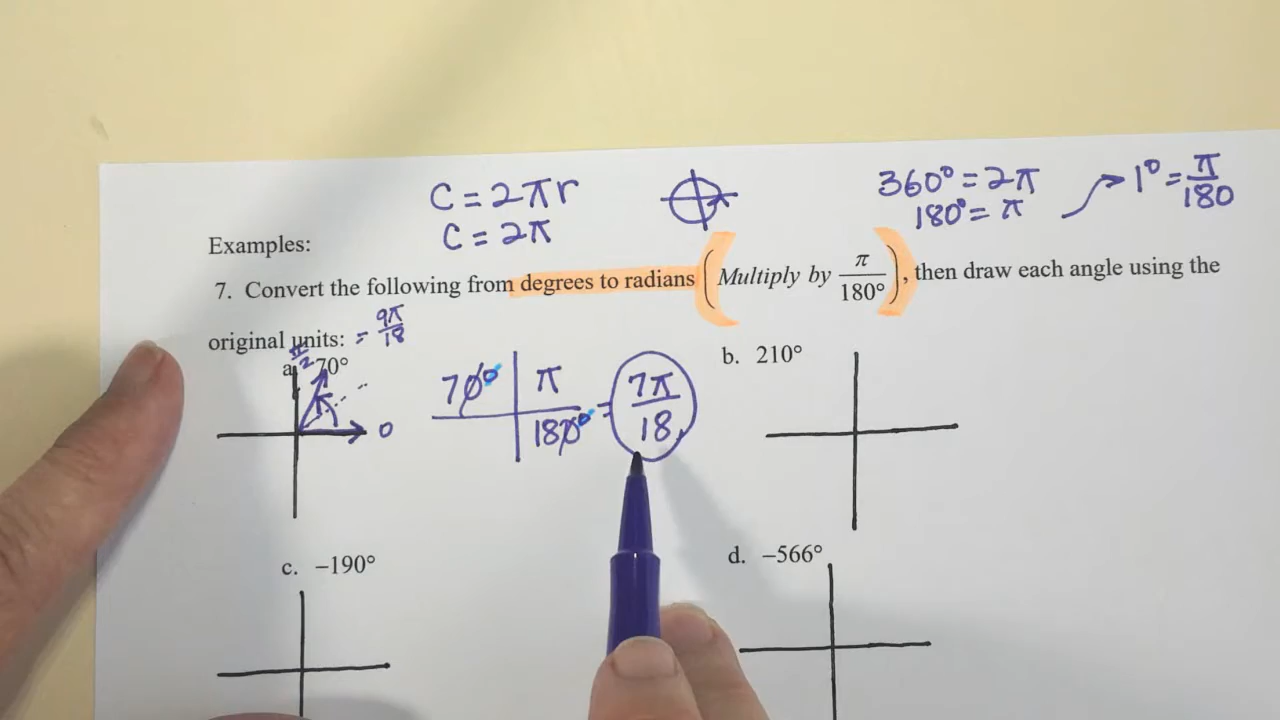 C = 2πr
C = 2π
360° = 2π
180° = π
1° = π/180
Examples:
7. Convert the following from degrees to radians (Multiply by π/180°), then draw each angle using the
original units:
π/2 = 9π/18
a. 70°
0
70° | π
180° = 7π/18
b. 210°
c. −190°
d. −566°